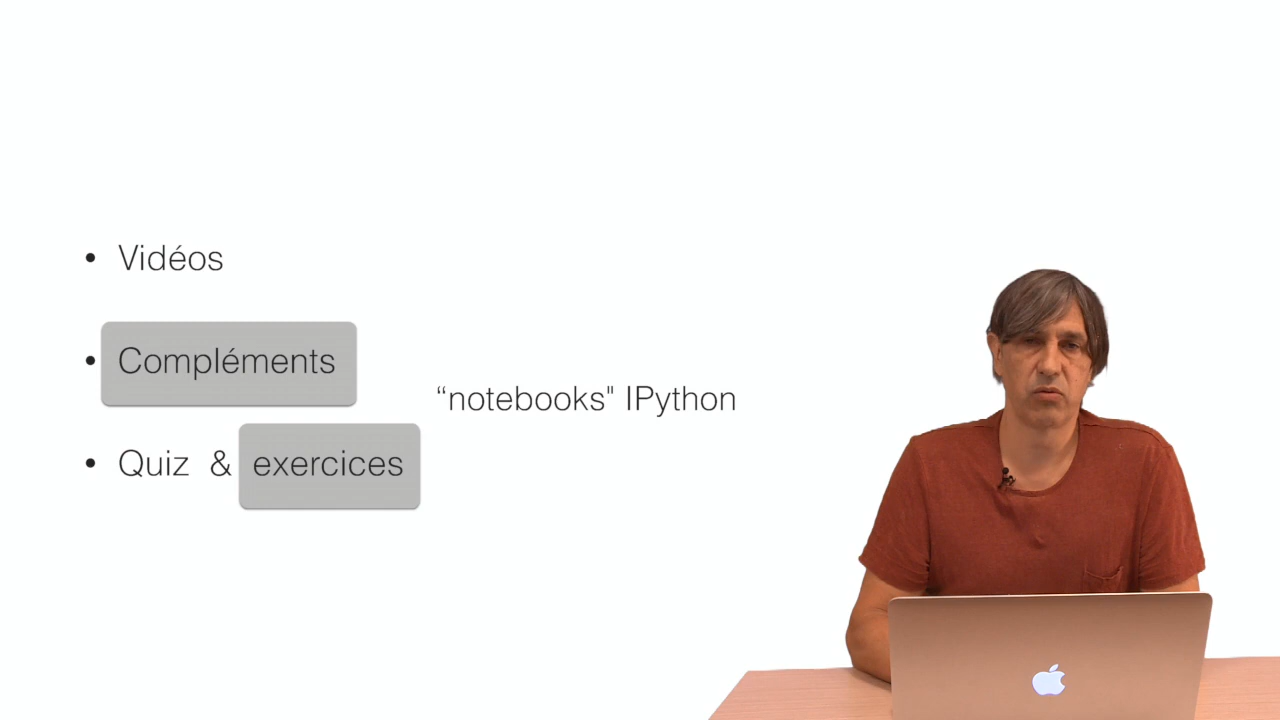 • Vidéos
• Compléments
“notebooks" IPython
• Quiz & exercices